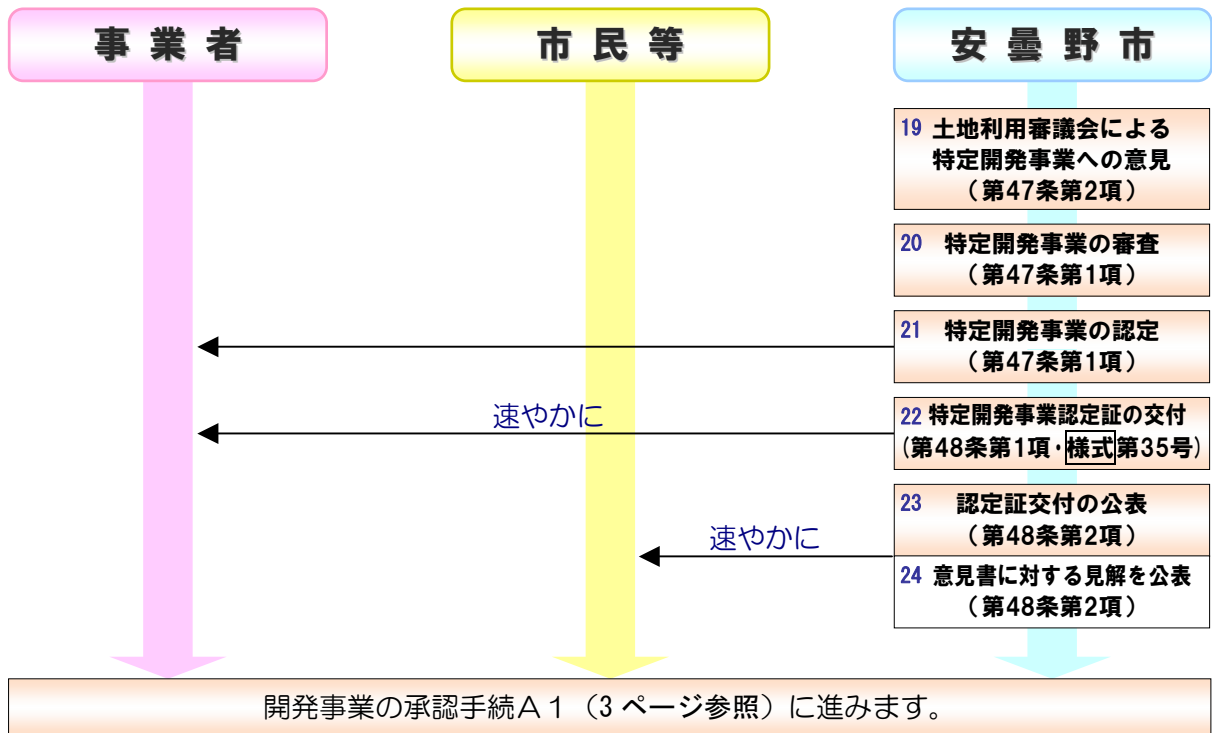 事業者
市民等
安曇野市
19 土地利用審議会による
特定開発事業への意見
（第47条第2項）
20 特定開発事業の審査
（第47条第1項）
21 特定開発事業の認定
（第47条第1項）
速やかに
22 特定開発事業認定証の交付
(第48条第1項・様式第35号)
速やかに
23 認定証交付の公表
（第48条第2項）
24 意見書に対する見解を公表
（第48条第2項）
開発事業の承認手続Ａ１（3ページ参照）に進みます。